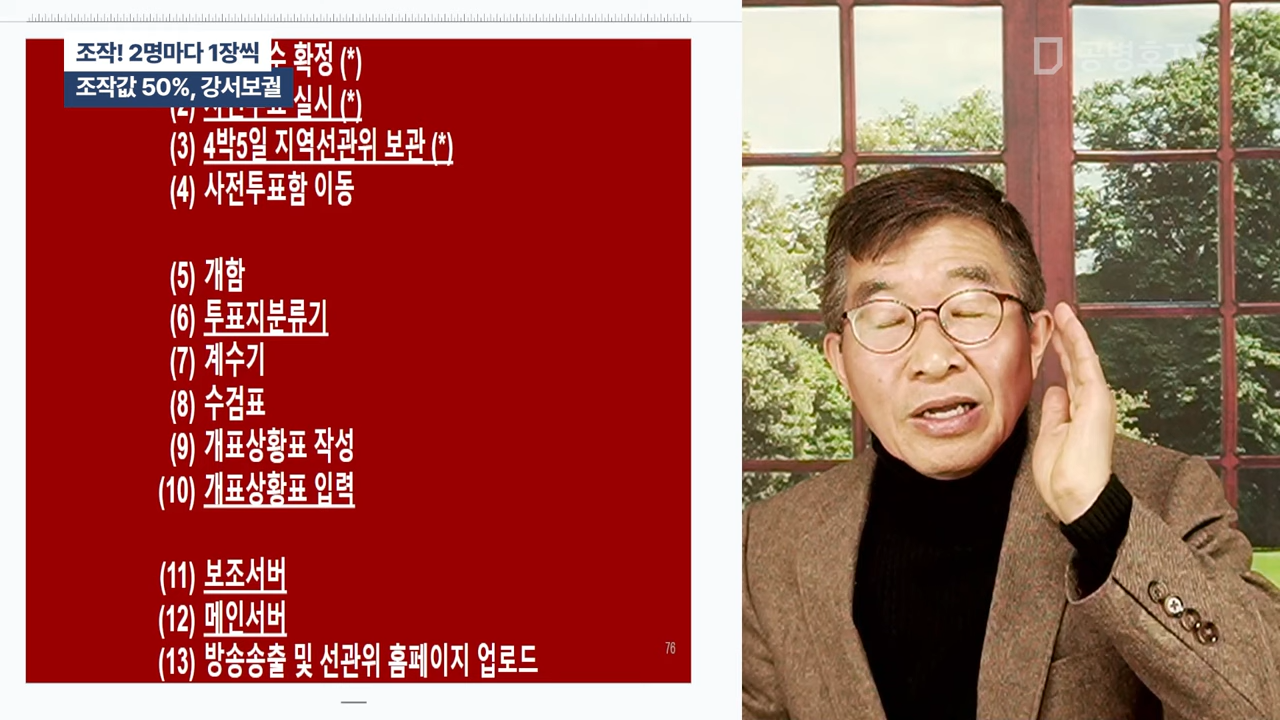 조작! 2명마다 1장씩
조작값 50%, 강서보궐
수 확정 (*)
실시 (*)
(3) 4박5일 지역선관위 보관 (*)
(4) 사전투표함 이동
(5) 개함
(6) 투표지분류기
(7) 계수기
(8) 수검표
(9) 개표상황표 작성
(10) 개표상황표 입력
(11) 보조서버
(12) 메인서버
(13) 방송송출 및 선관위 홈페이지 업로드
76
공병호